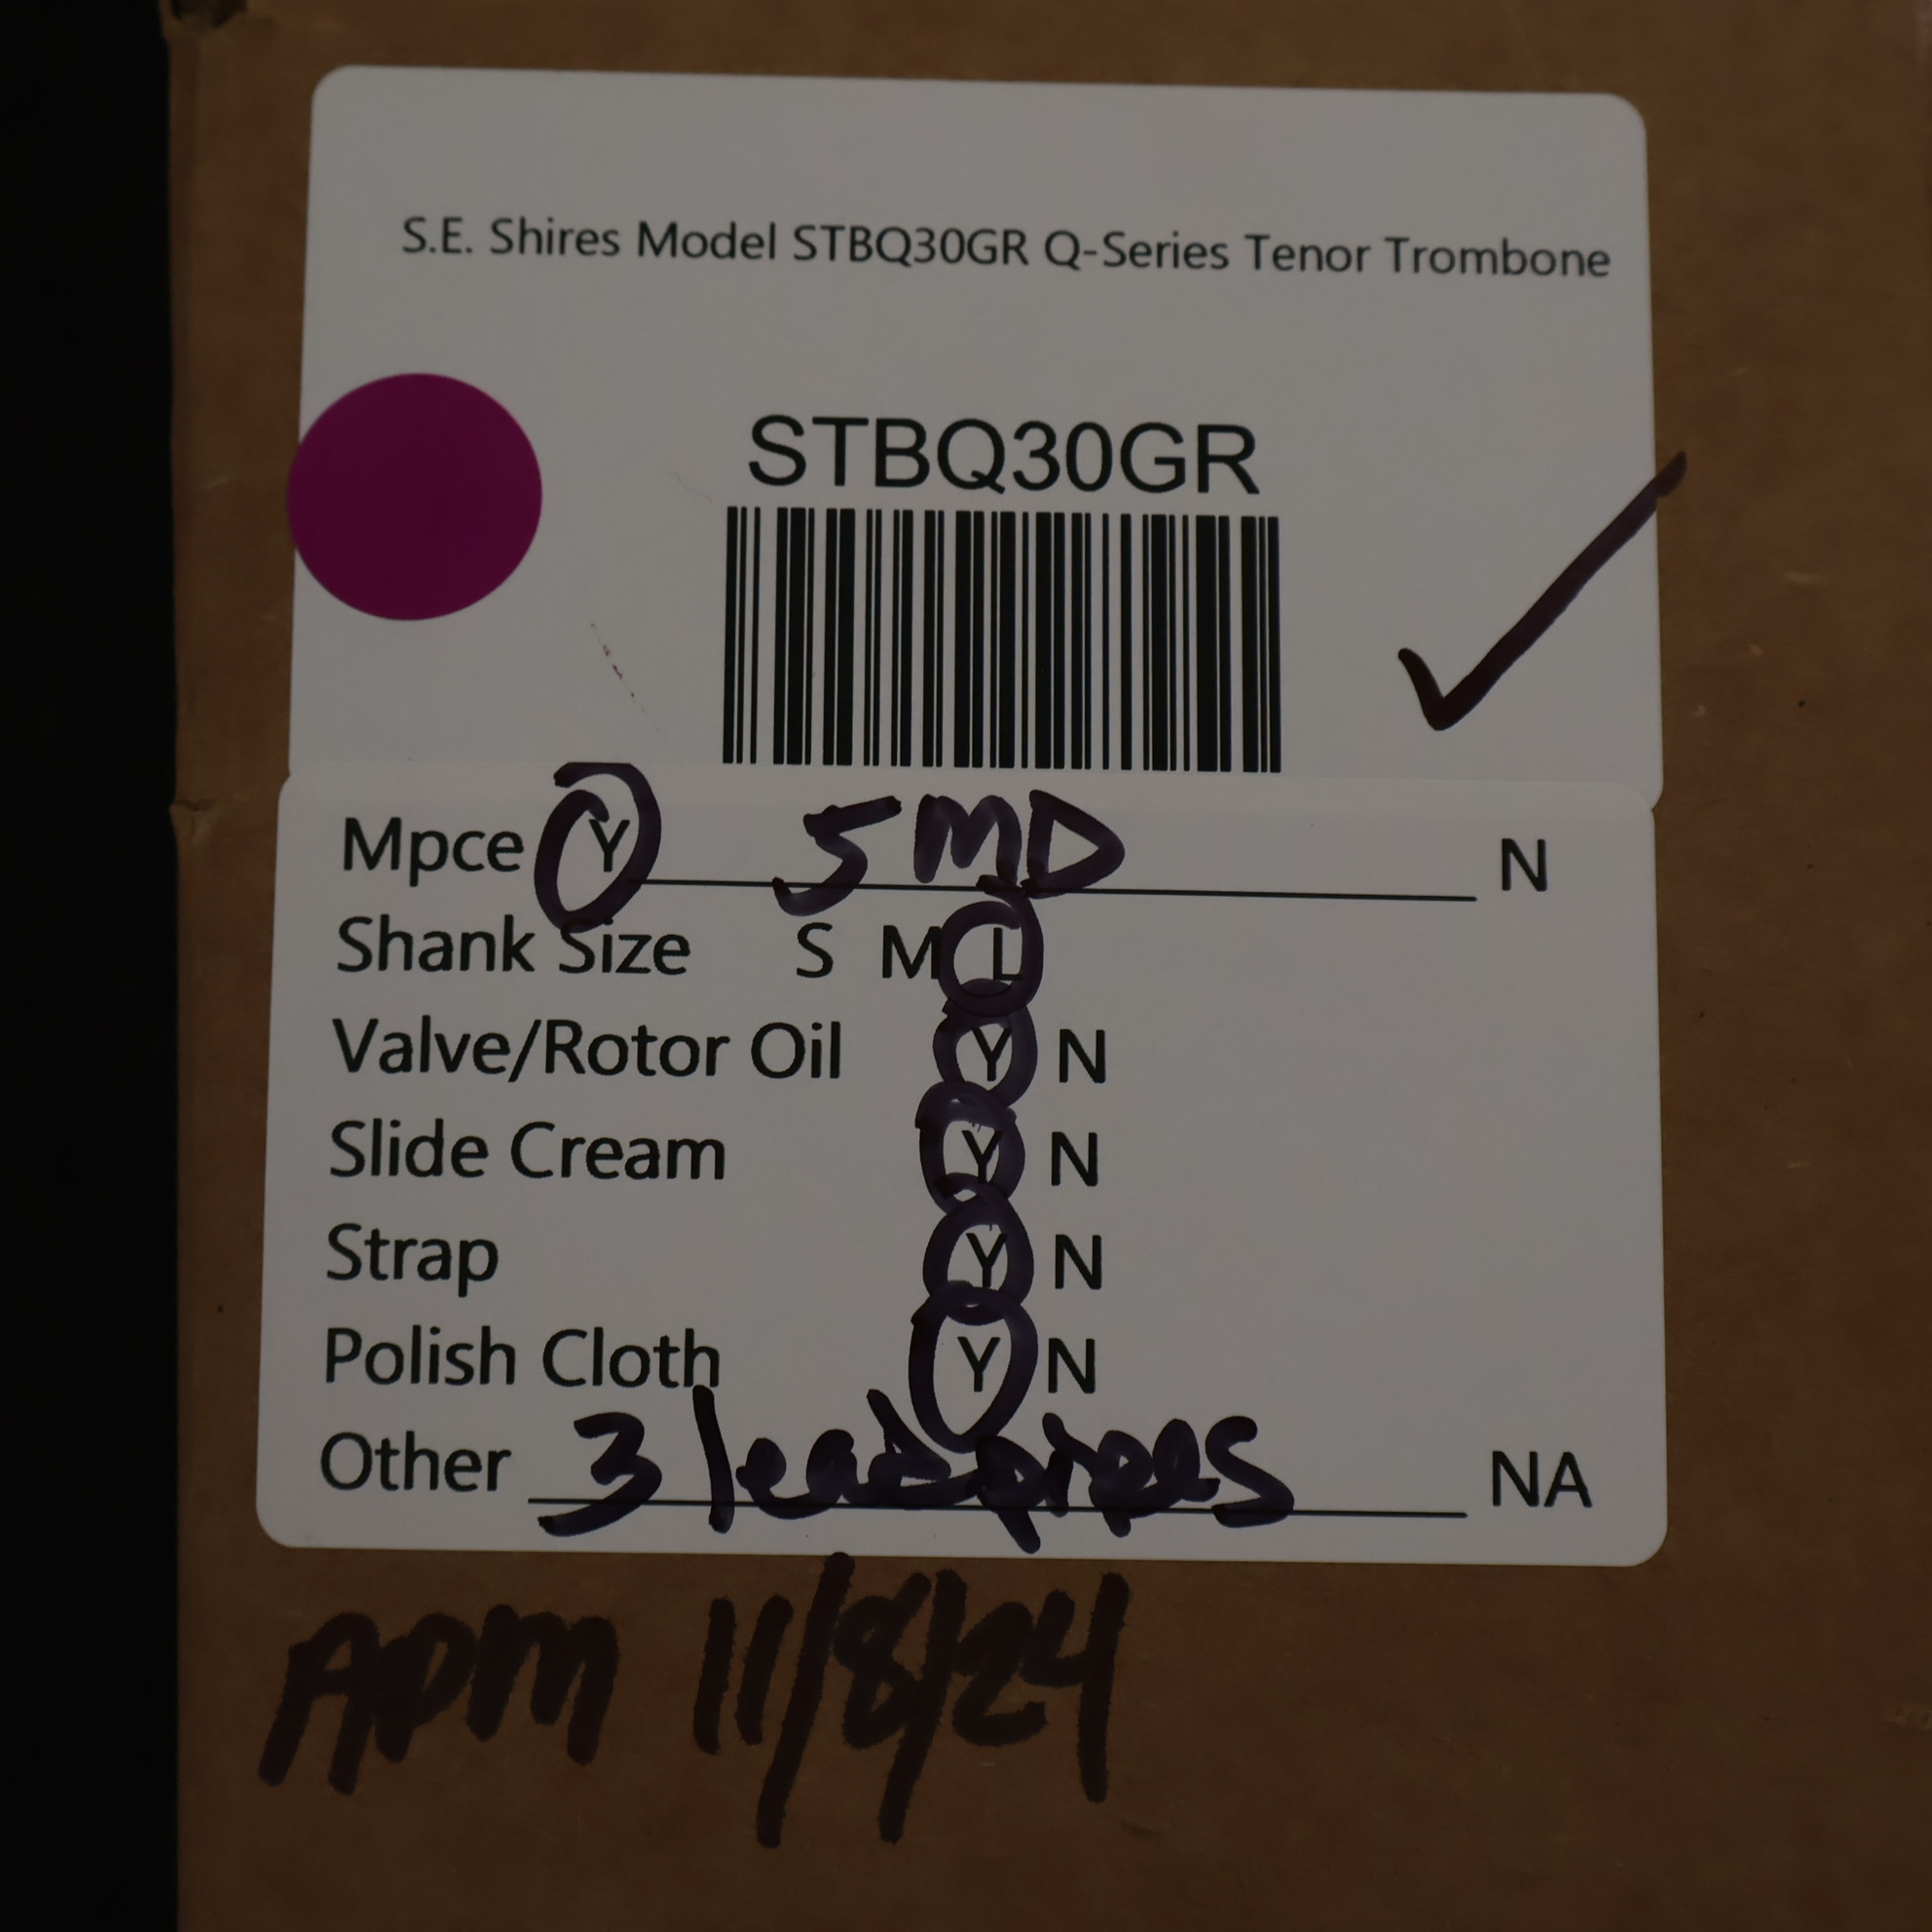 S.E. Shires Model STBQ30GR Q-Series Tenor Trombone
STBQ30GR
Mpce Y 5MD N
Shank Size S M L
Valve/Rotor Oil Y N
Slide Cream Y N
Strap Y N
Polish Cloth Y N
Other 3 leadpipes NA
APM 11/8/24